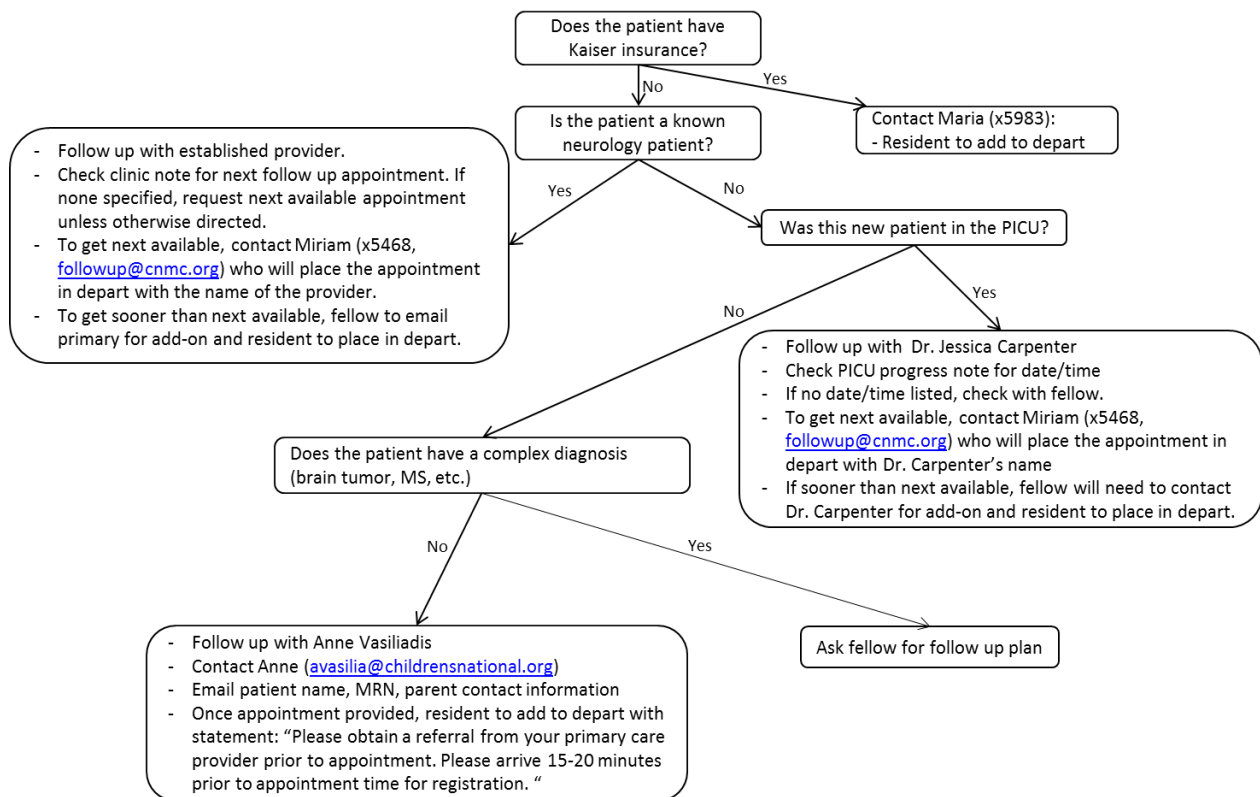 Does the patient have
Kaiser insurance?
Yes
No
Contact Maria (x5983):
- Resident to add to depart
Is the patient a known
neurology patient?
Yes
No
- Follow up with established provider.
- Check clinic note for next follow up appointment. If
none specified, request next available appointment
unless otherwise directed.
- To get next available, contact Miriam (x5468,
followup@cnmc.org) who will place the appointment
in depart with the name of the provider.
- To get sooner than next available, fellow to email
primary for add-on and resident to place in depart.
Was this new patient in the PICU?
No
Yes
- Follow up with  Dr. Jessica Carpenter
- Check PICU progress note for date/time
- If no date/time listed, check with fellow.
- To get next available, contact Miriam (x5468,
followup@cnmc.org) who will place the appointment in
depart with Dr. Carpenter’s name
- If sooner than next available, fellow will need to contact
Dr. Carpenter for add-on and resident to place in depart.
Does the patient have a complex diagnosis
(brain tumor, MS, etc.)
No
Yes
- Follow up with Anne Vasiliadis
- Contact Anne (avasilia@childrensnational.org)
- Email patient name, MRN, parent contact information
- Once appointment provided, resident to add to depart with
statement: “Please obtain a referral from your primary care
provider prior to appointment. Please arrive 15-20 minutes
prior to appointment time for registration. “
Ask fellow for follow up plan